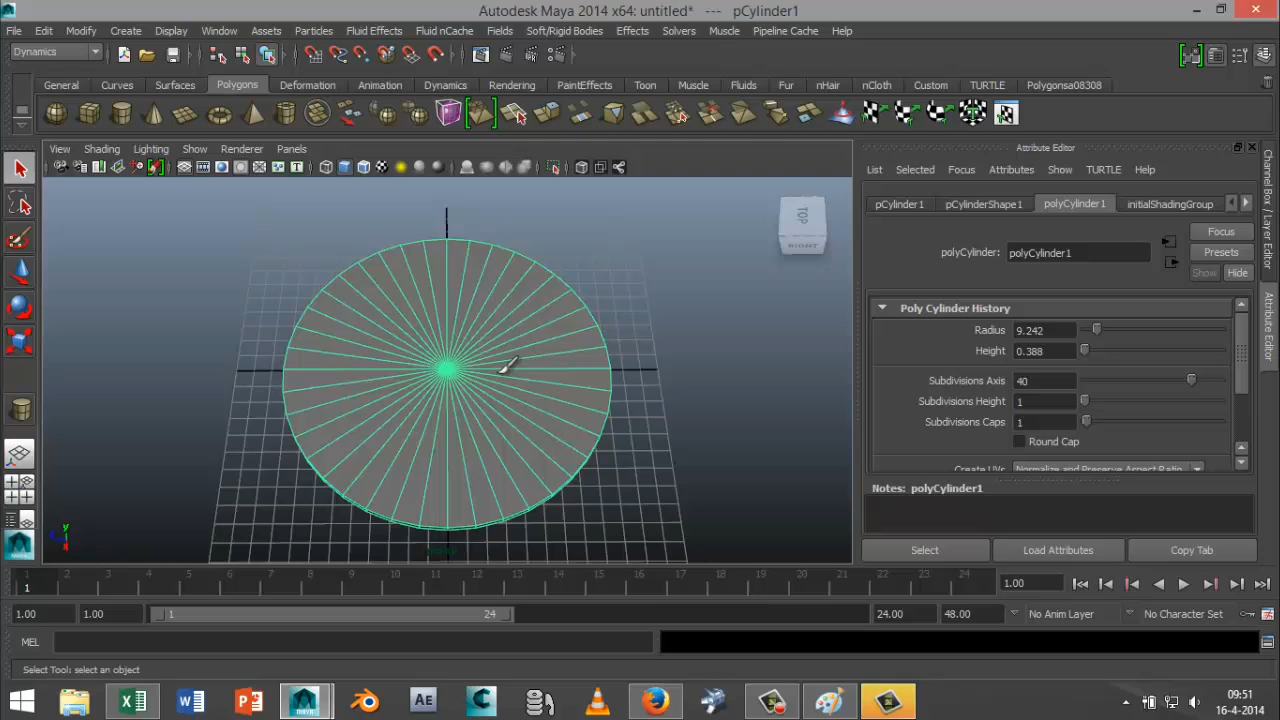 Autodesk Maya 2014 x64: untitled* --- pCylinder1
File Edit Modify Create Display Window Assets Particles Fluid Effects Fluid nCache Fields Soft/Rigid Bodies Effects Solvers Muscle Pipeline Cache Help
Dynamics
General Curves Surfaces Polygons Deformation Animation Dynamics Rendering PaintEffects Toon Muscle Fluids Fur nHair nCloth Custom TURTLE Polygonsa08308
View Shading Lighting Show Renderer Panels
Attribute Editor
List Selected Focus Attributes Show TURTLE Help
pCylinder1 pCylinderShape1 polyCylinder1 initialShadingGroup
Focus
polyCylinder: polyCylinder1
Presets
Show Hide
Poly Cylinder History
Radius 9.242
Height 0.388
Subdivisions Axis 40
Subdivisions Height 1
Subdivisions Caps 1
Round Cap
Create UVs Normalize and Preserve Aspect Ratio
Notes: polyCylinder1
Select Load Attributes Copy Tab
Channel Box / Layer Editor
Attribute Editor
TOP
RIGHT
y
x
1 2 3 4 5 6 7 8 9 10 11 12 13 14 15 16 17 18 19 20 21 22 23 24
1
1.00
1.00 1.00 1 24 24.00 48.00 No Anim Layer No Character Set
MEL
Select Tool: select an object
09:51
16-4-2014